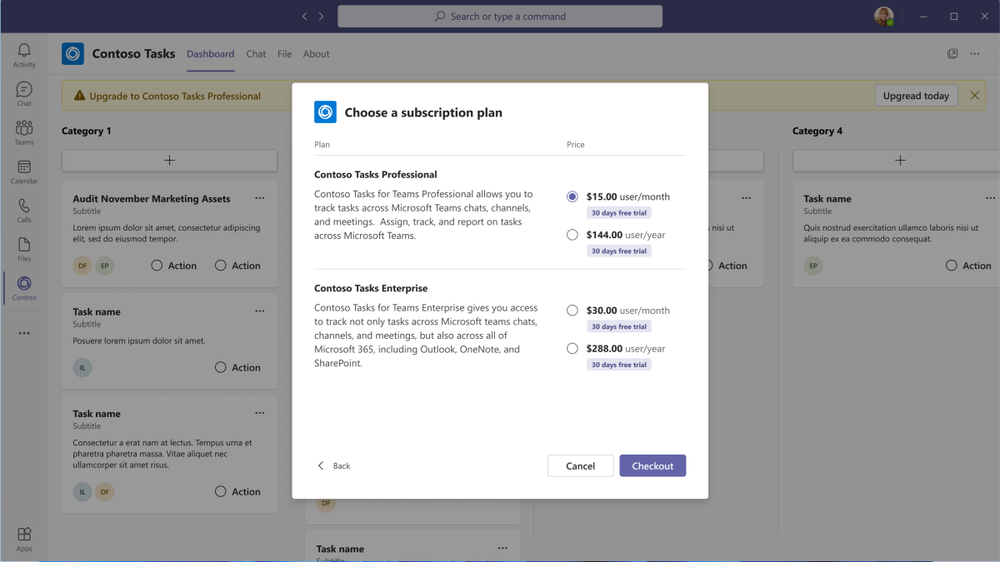 Search or type a command
Activity
Chat
Teams
Calendar
Calls
Files
Contoso
Apps
Contoso Tasks
Dashboard
Chat
File
About
Upgrade to Contoso Tasks Professional
Upgread today
Category 1
Audit November Marketing Assets
Subtitle
Lorem ipsum dolor sit amet, consectetur adipiscing
elit, sed do eiusmod tempor.
DF
EP
Action
Action
Task name
Subtitle
Posuere lorem ipsum dolor sit amet.
IL
Action
Task name
Subtitle
Consectetur a erat nam at lectus. Tempus urna et
pharetra pharetra massa. Vitae aliquet nec
ullamcorper sit amet risus.
IL
DF
Action
Choose a subscription plan
Plan
Price
Contoso Tasks Professional
Contoso Tasks for Teams Professional allows you to
track tasks across Microsoft Teams chats, channels,
and meetings. Assign, track, and report on tasks
across Microsoft Teams.
$15.00 user/month
30 days free trial
$144.00 user/year
30 days free trial
Contoso Tasks Enterprise
Contoso Tasks for Teams Enterprise gives you access
to track not only tasks across Microsoft teams chats,
channels, and meetings, but also across all of
Microsoft 365, including Outlook, OneNote, and
SharePoint.
$30.00 user/month
30 days free trial
$288.00 user/year
30 days free trial
Back
Cancel
Checkout
DF
Task name
Subtitle
nisi ut
Action
Category 4
Task name
Subtitle
Quis nostrud exercitation ullamco laboris nisi ut
aliquip ex ea commodo consequat.
EP
Action